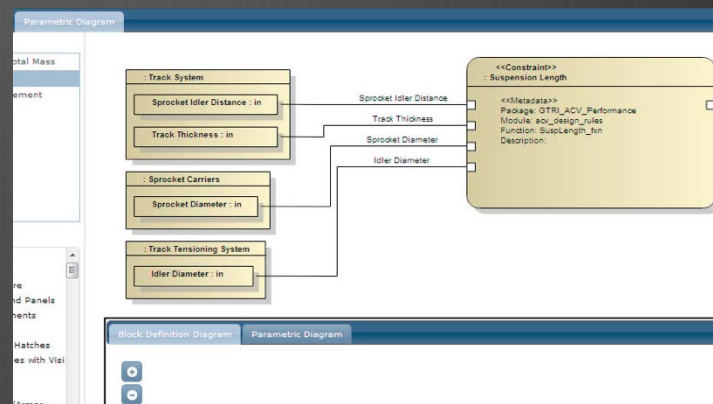 Parametric Diagram
otal Mass
ement
re
nd Panels
nents
Hatches
es with Visi
: Track System
Sprocket Idler Distance : in
Track Thickness : in
: Sprocket Carriers
Sprocket Diameter : in
: Track Tensioning System
Idler Diameter : in
Sprocket Idler Distance
Track Thickness
Sprocket Diameter
Idler Diameter
<<Constraint>>
: Suspension Length
<<Metadata>>
Package: GTRI_ACV_Performance
Module: acv_design_rules
Function: SuspLength_fxn
Description:
Block Definition Diagram Parametric Diagram